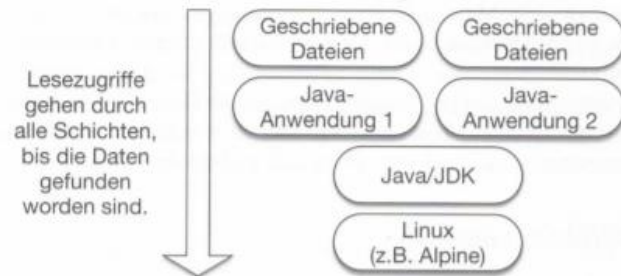 Lesezugriffe
gehen durch
alle Schichten,
bis die Daten
gefunden
worden sind.
Geschriebene
Dateien
Geschriebene
Dateien
Java-
Anwendung 1
Java-
Anwendung 2
Java/JDK
Linux
(z.B. Alpine)